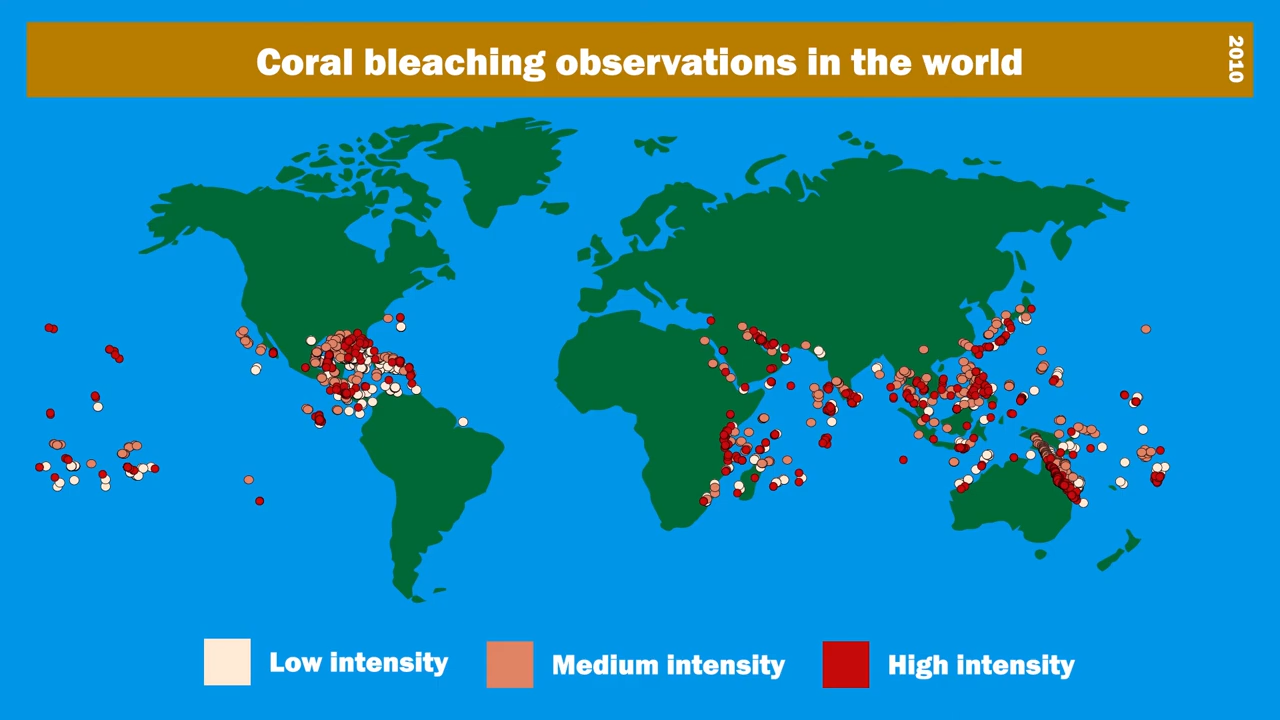 Coral bleaching observations in the world
2010
Low intensity
Medium intensity
High intensity